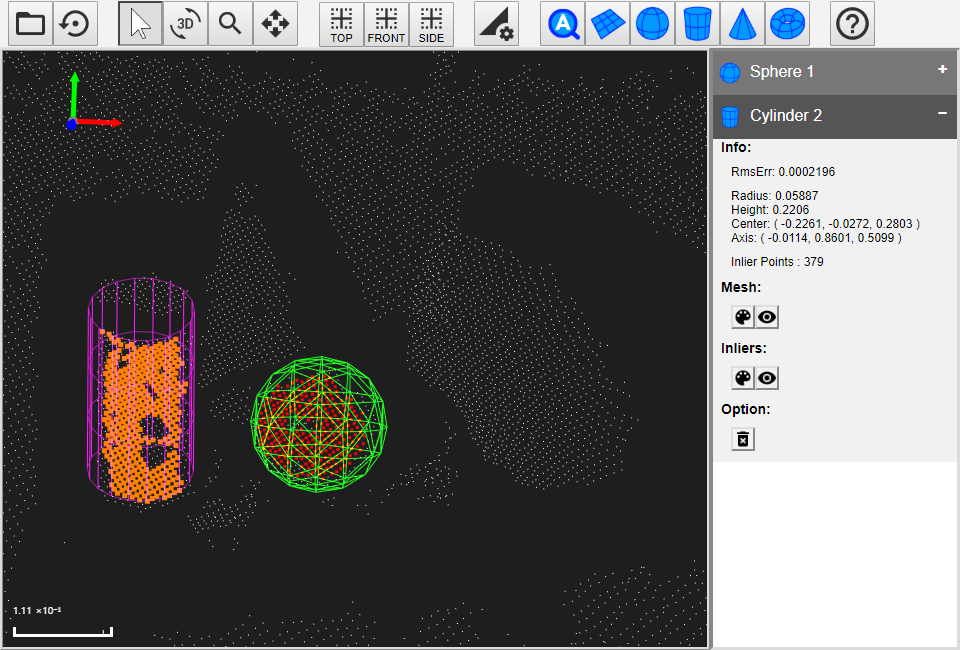 3D
TOP
FRONT
SIDE
A
?
Sphere 1
+
Cylinder 2
−
Info:
RmsErr: 0.0002196
Radius: 0.05887
Height: 0.2206
Center: ( -0.2261, -0.0272, 0.2803 )
Axis: ( -0.0114, 0.8601, 0.5099 )
Inlier Points : 379
Mesh:
Inliers:
Option:
1.11 ×10⁻¹